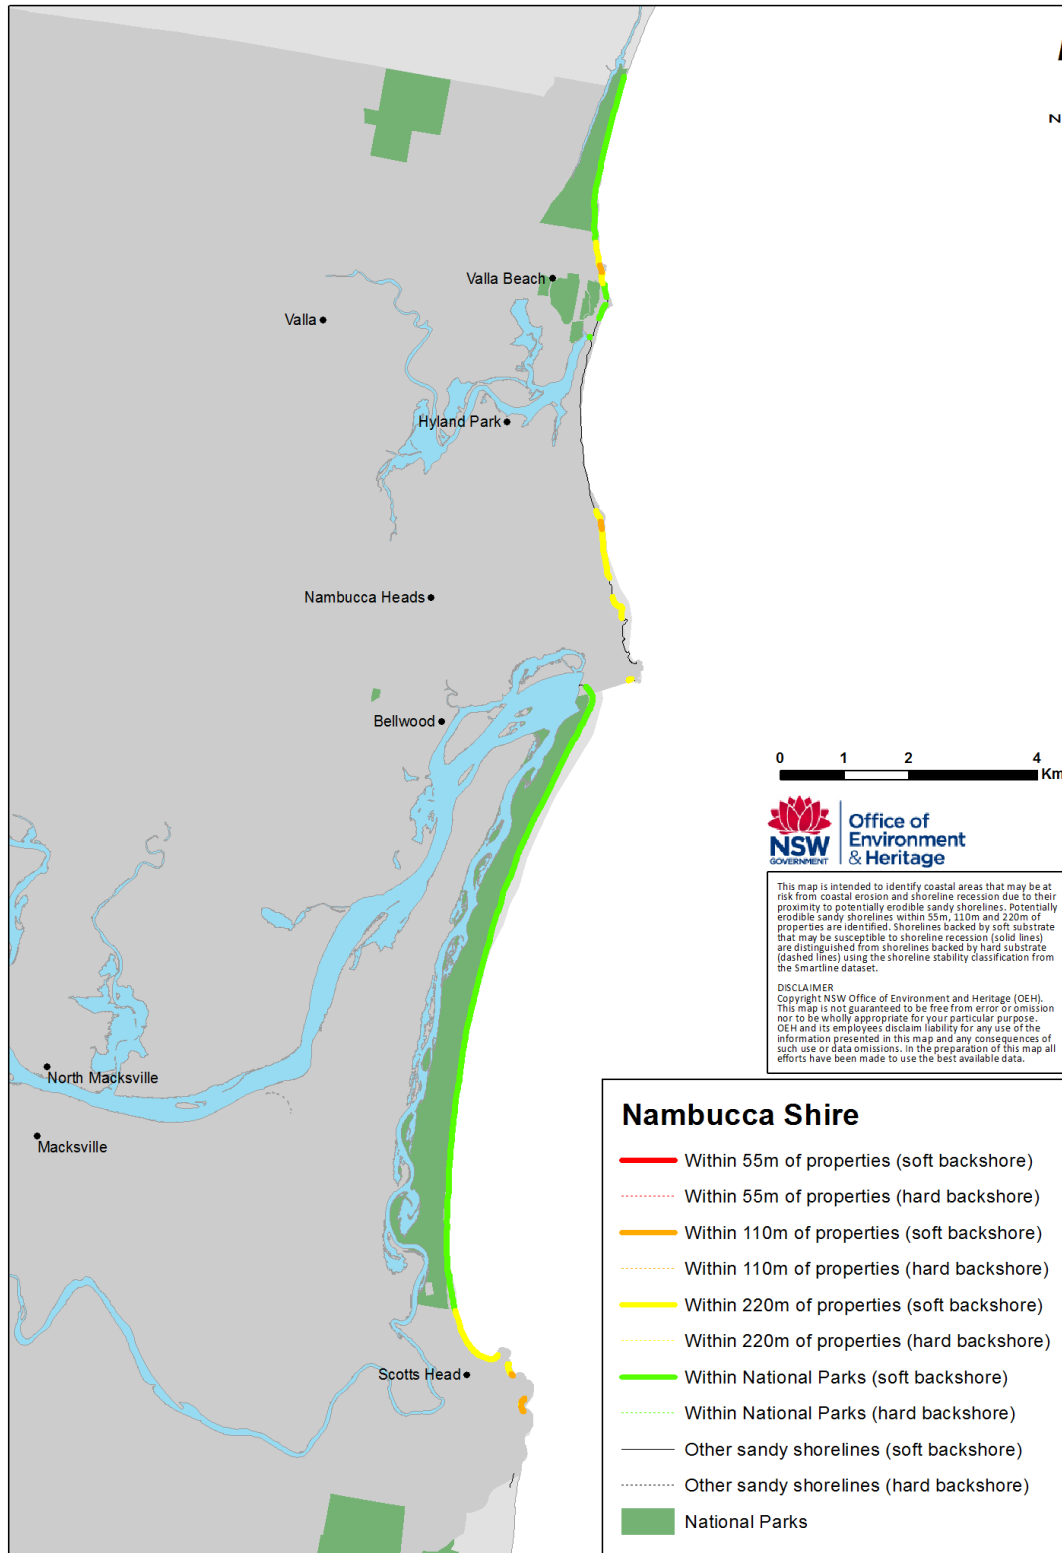 N
Valla Beach
Valla
Hyland Park
Nambucca Heads
Bellwood
0 1 2 4
Km
NSW
GOVERNMENT
Office of
Environment
& Heritage
This map is intended to identify coastal areas that may be at
risk from coastal erosion and shoreline recession due to their
proximity to potentially erodible sandy shorelines. Potentially
erodible sandy shorelines within 55m, 110m and 220m of
properties are identified. Shorelines backed by soft substrate
that may be susceptible to shoreline recession (solid lines)
are distinguished from shorelines backed by hard substrate
(dashed lines) using the shoreline stability classification from
the Smartline dataset.
DISCLAIMER
Copyright NSW Office of Environment and Heritage (OEH).
This map is not guaranteed to be free from error or omission
nor to be wholly appropriate for your particular purpose.
OEH and its employees disclaim liability for any use of the
information presented in this map and any consequences of
such use or data omissions. In the preparation of this map all
efforts have been made to use the best available data.
North Macksville
Macksville
Scotts Head
Nambucca Shire
Within 55m of properties (soft backshore)
Within 55m of properties (hard backshore)
Within 110m of properties (soft backshore)
Within 110m of properties (hard backshore)
Within 220m of properties (soft backshore)
Within 220m of properties (hard backshore)
Within National Parks (soft backshore)
Within National Parks (hard backshore)
Other sandy shorelines (soft backshore)
Other sandy shorelines (hard backshore)
National Parks